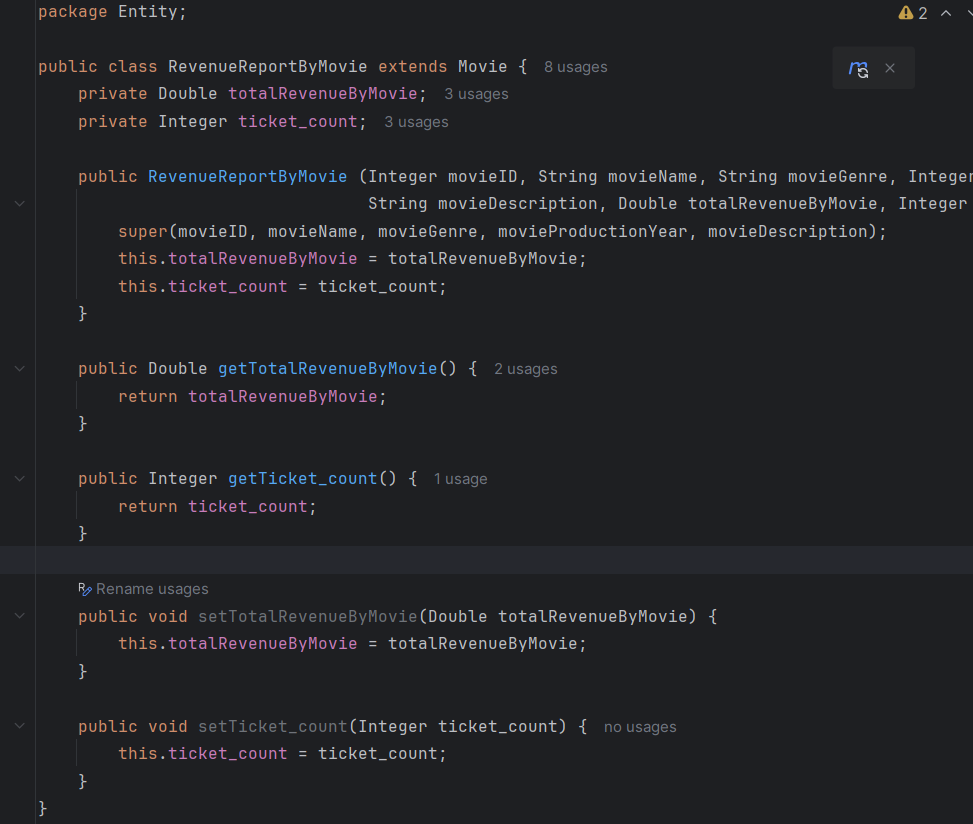 package Entity;
2
public class RevenueReportByMovie extends Movie { 8 usages
private Double totalRevenueByMovie; 3 usages
private Integer ticket_count; 3 usages
public RevenueReportByMovie (Integer movieID, String movieName, String movieGenre, Integer
String movieDescription, Double totalRevenueByMovie, Integer
super(movieID, movieName, movieGenre, movieProductionYear, movieDescription);
this.totalRevenueByMovie = totalRevenueByMovie;
this.ticket_count = ticket_count;
}
public Double getTotalRevenueByMovie() { 2 usages
return totalRevenueByMovie;
}
public Integer getTicket_count() { 1 usage
return ticket_count;
}
Rename usages
public void setTotalRevenueByMovie(Double totalRevenueByMovie) {
this.totalRevenueByMovie = totalRevenueByMovie;
}
public void setTicket_count(Integer ticket_count) { no usages
this.ticket_count = ticket_count;
}
}